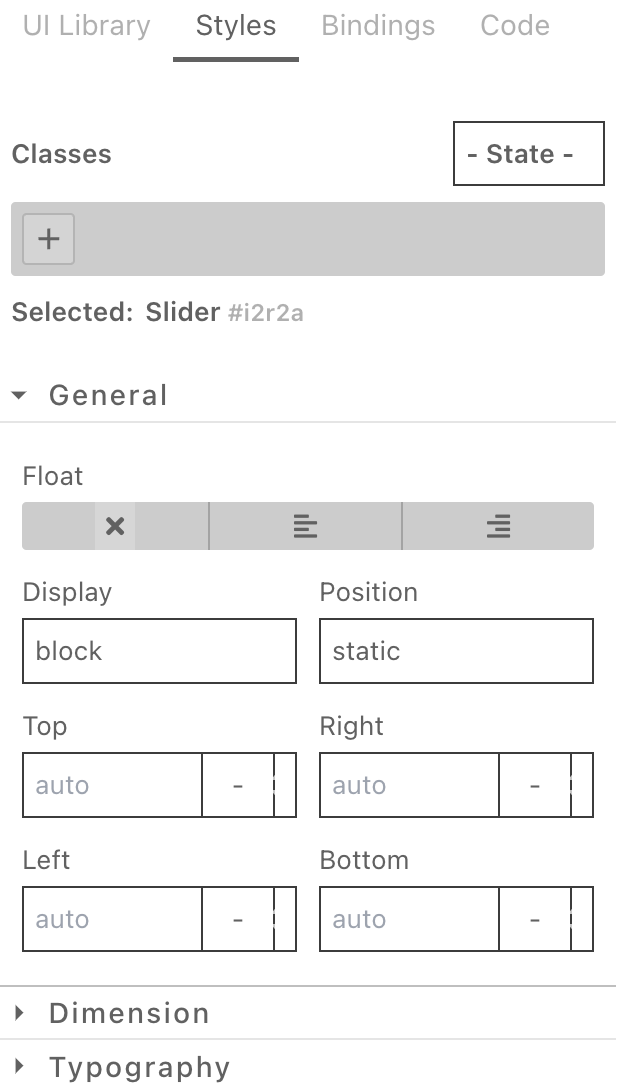 UI Library Styles Bindings Code
Classes - State -
+
Selected: Slider #i2r2a
General
Float
Display Position
block static
Top Right
auto - auto -
Left Bottom
auto - auto -
Dimension
Typography